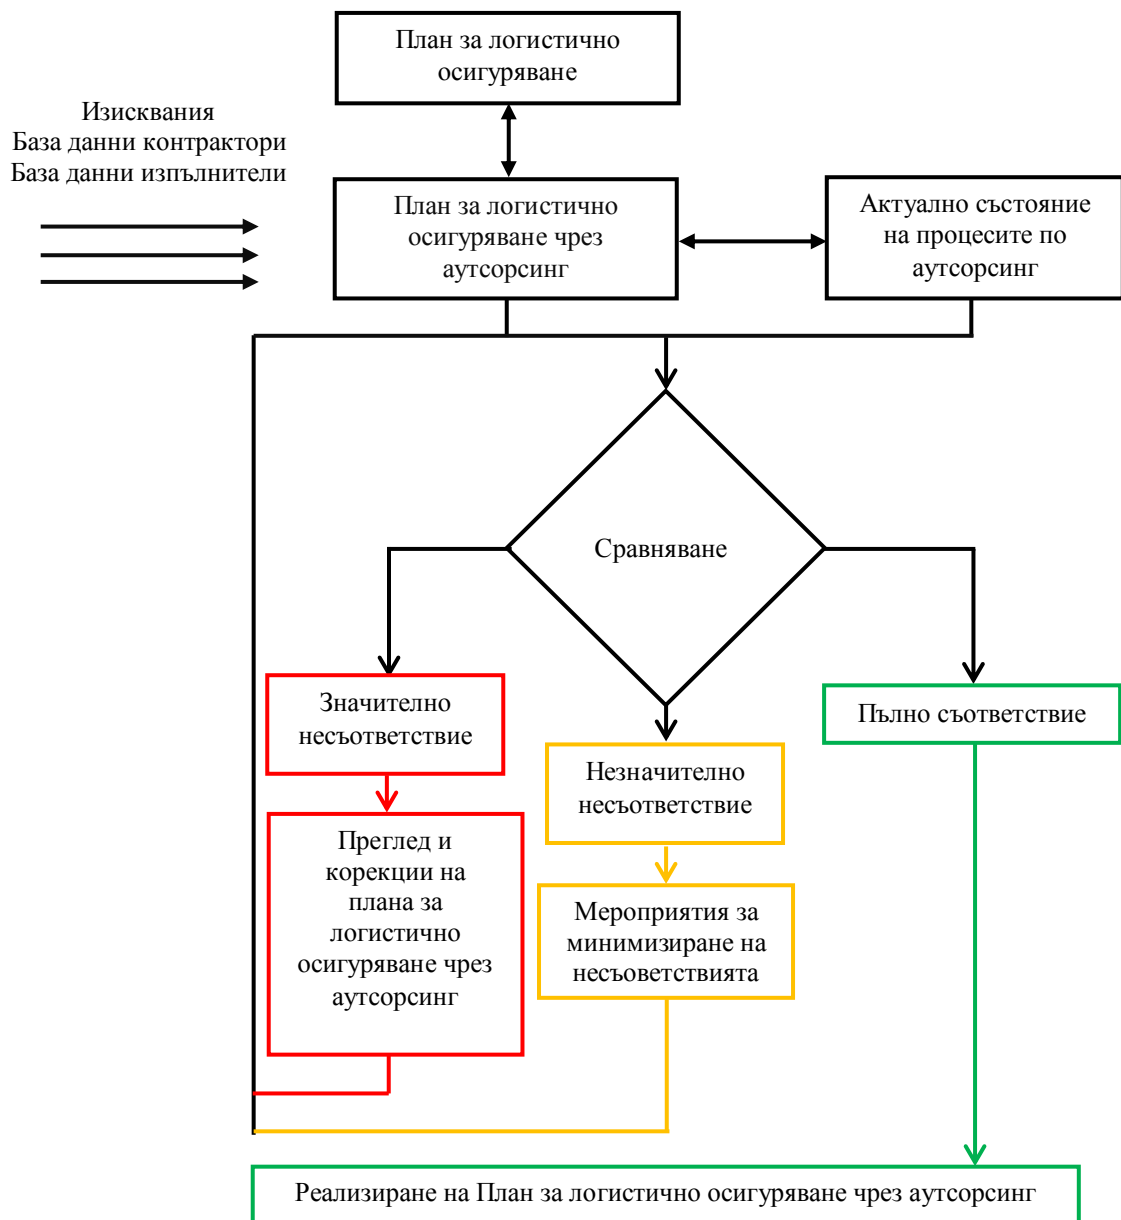 План за логистично
осигуряване
Изисквания
База данни контрактори
База данни изпълнители
План за логистично
осигуряване чрез
аутсорсинг
Актуално състояние
на процесите по
аутсорсинг
Сравняване
Значително
несъответствие
Незначително
несъответствие
Пълно съответствие
Преглед и
корекции на
плана за
логистично
осигуряване чрез
аутсорсинг
Мероприятия за
минимизиране на
несъоветствията
Реализиране на План за логистично осигуряване чрез аутсорсинг